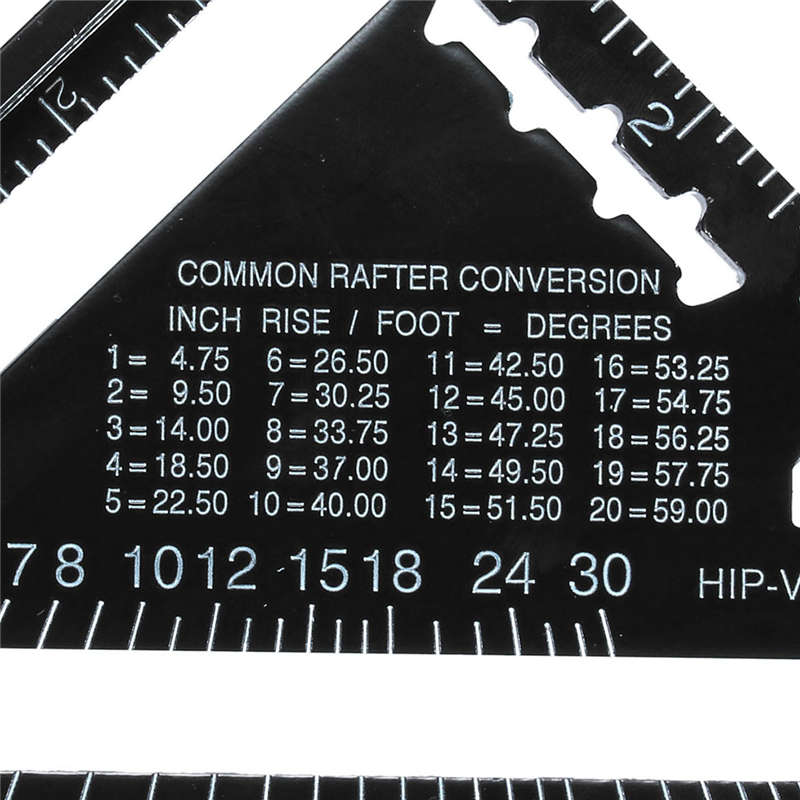 2
2
COMMON RAFTER CONVERSION
INCH RISE / FOOT = DEGREES
1= 4.75 6=26.50 11=42.50 16=53.25
2= 9.50 7=30.25 12=45.00 17=54.75
3=14.00 8=33.75 13=47.25 18=56.25
4=18.50 9=37.00 14=49.50 19=57.75
5=22.50 10=40.00 15=51.50 20=59.00
7 8 10 12 15 18 24 30 HIP-V